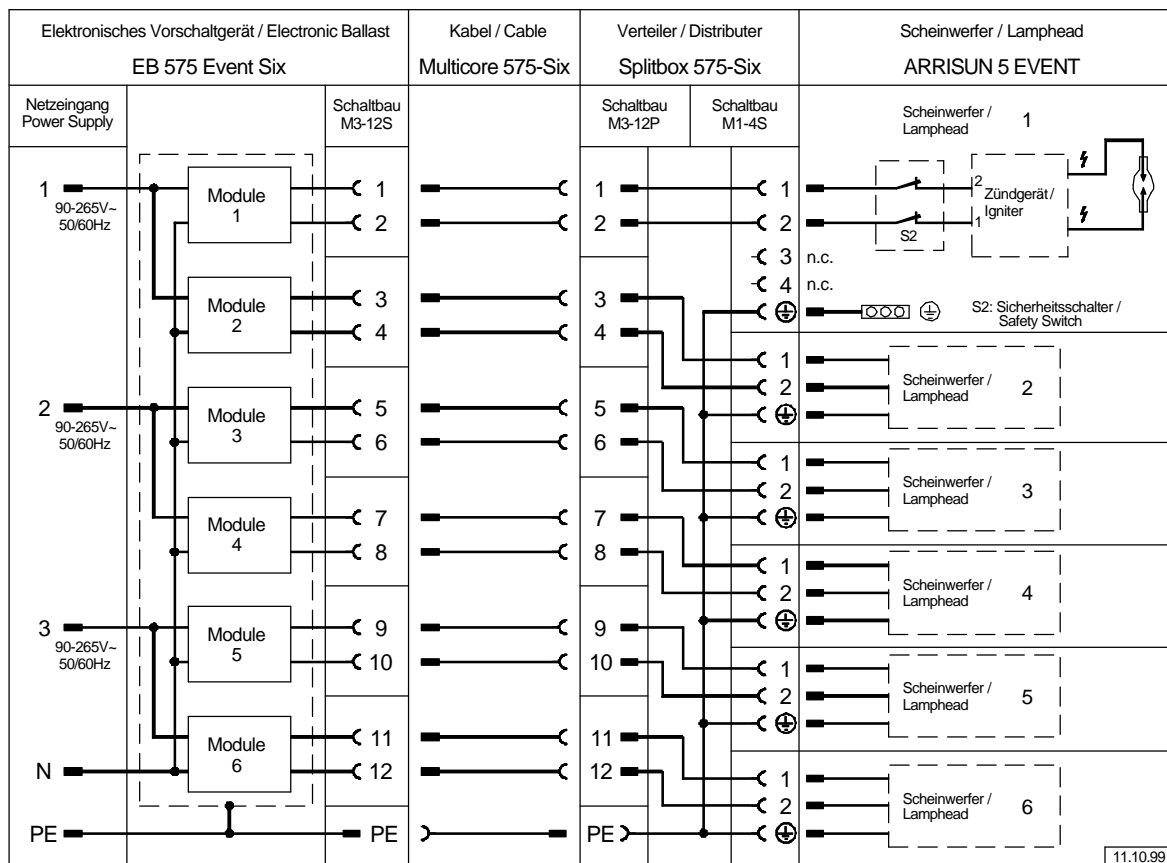 Elektronisches Vorschaltgerät / Electronic Ballast
EB 575 Event Six
Kabel / Cable
Multicore 575-Six
Verteiler / Distributer
Splitbox 575-Six
Scheinwerfer / Lamphead
ARRISUN 5 EVENT
Netzeingang
Power Supply
Schaltbau
M3-12S
Schaltbau
M3-12P
Schaltbau
M1-4S
1
90-265V~
50/60Hz
2
90-265V~
50/60Hz
3
90-265V~
50/60Hz
N
PE
Module
1
Module
2
Module
3
Module
4
Module
5
Module
6
1
2
3
4
5
6
7
8
9
10
11
12
PE
1
2
3
4
5
6
7
8
9
10
11
12
PE
1
2
3
4
1
2
1
2
1
2
1
2
1
2
Scheinwerfer /
Lamphead
1
S2
2
1
Zündgerät /
Igniter
n.c.
n.c.
S2: Sicherheitsschalter /
Safety Switch
Scheinwerfer /
Lamphead
2
Scheinwerfer /
Lamphead
3
Scheinwerfer /
Lamphead
4
Scheinwerfer /
Lamphead
5
Scheinwerfer /
Lamphead
6
11.10.99